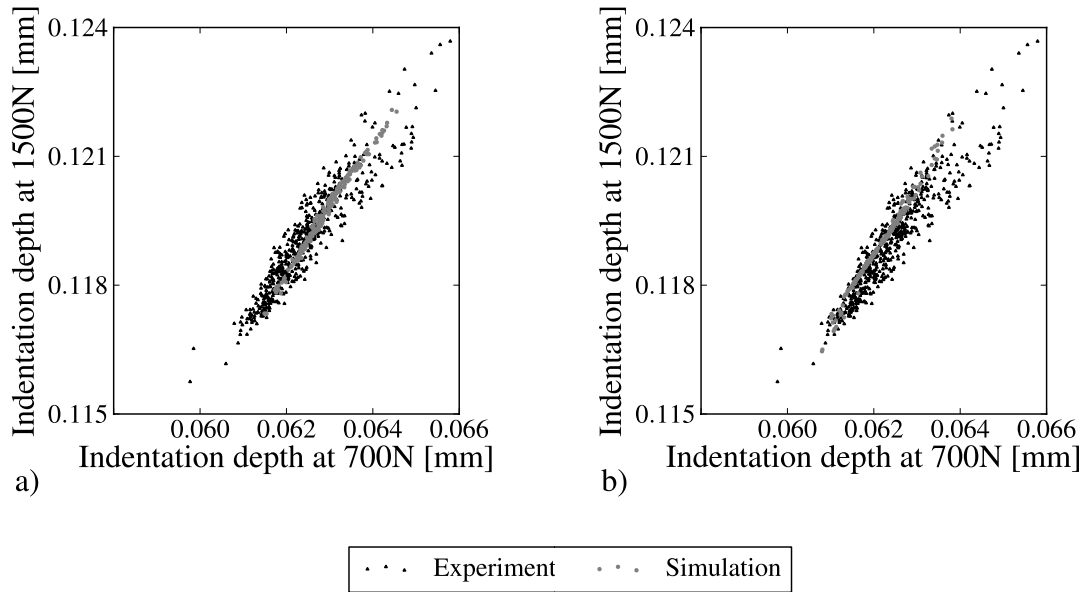 Indentation depth at 1500N [mm]
0.124
0.121
0.118
0.115
0.060 0.062 0.064 0.066
Indentation depth at 700N [mm]
a)
Indentation depth at 1500N [mm]
0.124
0.121
0.118
0.115
0.060 0.062 0.064 0.066
Indentation depth at 700N [mm]
b)
Experiment Simulation